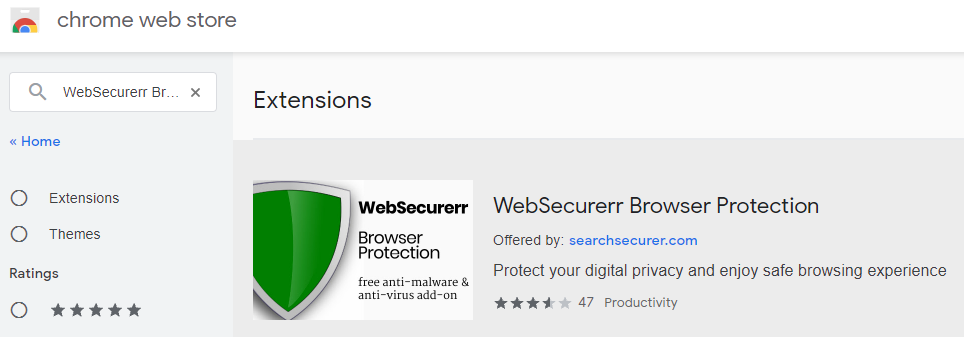 chrome web store
WebSecurerr Br...
Extensions
« Home
Extensions
Themes
Ratings
WebSecurerr
Browser
Protection
free anti-malware &
anti-virus add-on
WebSecurerr Browser Protection
Offered by: searchsecurer.com
Protect your digital privacy and enjoy safe browsing experience
47 Productivity